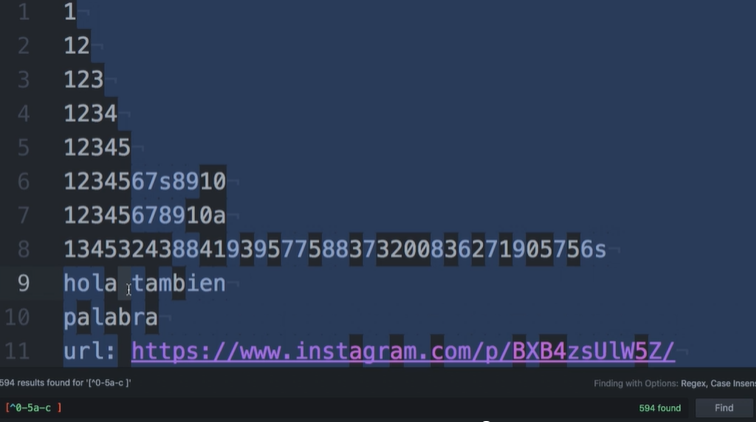 1 1
2 12
3 123
4 1234
5 12345
6 1234567s8910
7 12345678910a
8 134532438841939577588373200836271905756s
9 hola tambien
10 palabra
11 url: https://www.instagram.com/p/BXB4zsUlW5Z/
594 results found for '[^0-5a-c ]' Finding with Options: Regex, Case Insens
[^0-5a-c ] 594 found Find